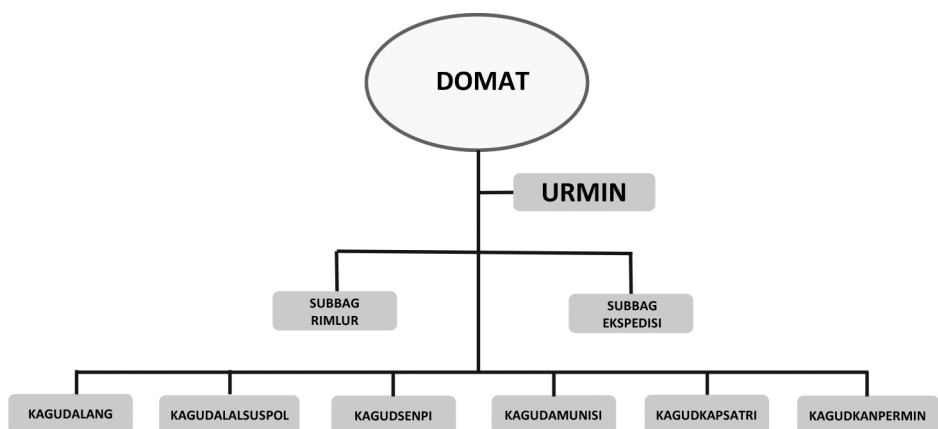 DOMAT
URMIN
SUBBAG
RIMLUR
SUBBAG
EKSPEDISI
KAGUDALANG
KAGUDALALSUSPOL
KAGUDSENPI
KAGUDAMUNISI
KAGUDKAPSATRI
KAGUDKANPERMIN